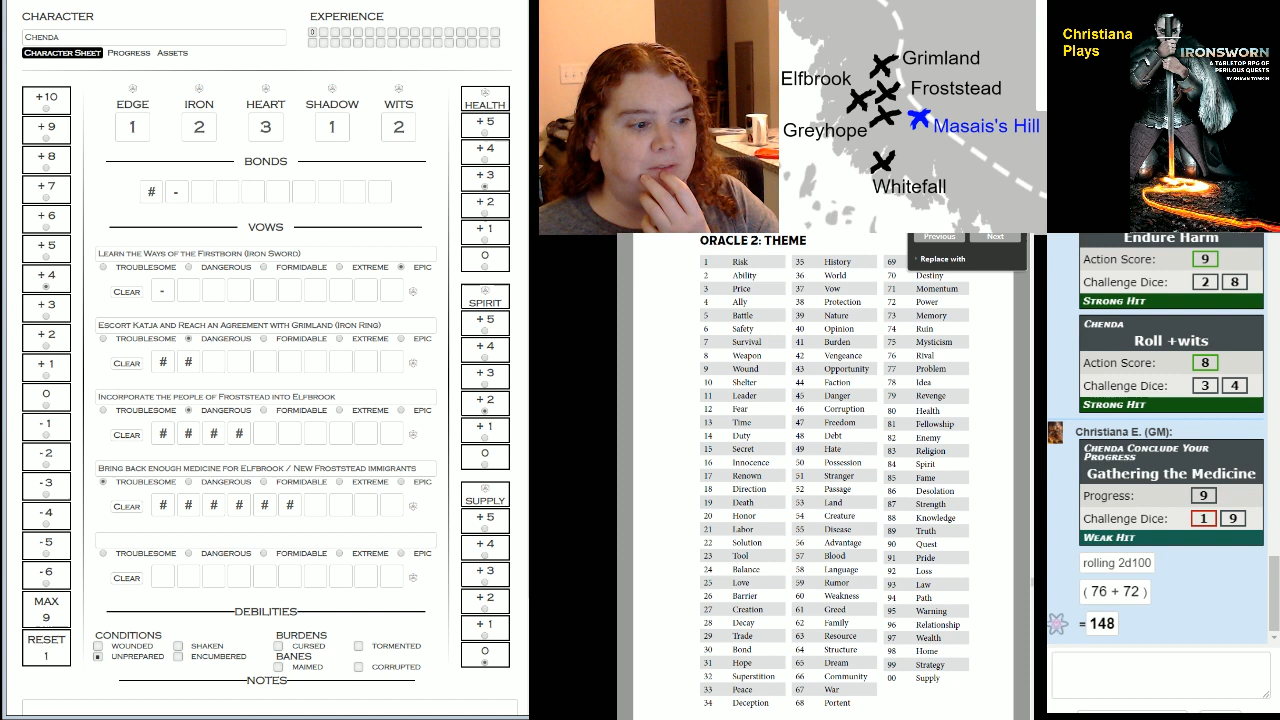 CHARACTER
EXPERIENCE
CHENDA
0
CHARACTER SHEET PROGRESS ASSETS
+10
+9
+8
+7
+6
+5
+4
+3
+2
+1
0
-1
-2
-3
-4
-5
-6
MAX
9
RESET
1
EDGE IRON HEART SHADOW WITS
1 2 3 1 2
BONDS
# -
VOWS
LEARN THE WAYS OF THE FIRSTBORN (IRON SWORD)
TROUBLESOME DANGEROUS FORMIDABLE EXTREME EPIC
CLEAR -
ESCORT KATJA AND REACH AN AGREEMENT WITH GRIMLAND (IRON RING)
TROUBLESOME DANGEROUS FORMIDABLE EXTREME EPIC
CLEAR # #
INCORPORATE THE PEOPLE OF FROSTSTEAD INTO ELFBROOK
TROUBLESOME DANGEROUS FORMIDABLE EXTREME EPIC
CLEAR # # # #
BRING BACK ENOUGH MEDICINE FOR ELFBROOK / NEW FROSTSTEAD IMMIGRANTS
TROUBLESOME DANGEROUS FORMIDABLE EXTREME EPIC
CLEAR # # # # # #
TROUBLESOME DANGEROUS FORMIDABLE EXTREME EPIC
CLEAR
DEBILITIES
CONDITIONS
WOUNDED SHAKEN
UNPREPARED ENCUMBERED
BURDENS
CURSED TORMENTED
BANES
MAIMED CORRUPTED
NOTES
HEALTH
+5
+4
+3
+2
+1
0
SPIRIT
+5
+4
+3
+2
+1
0
SUPPLY
+5
+4
+3
+2
+1
0
Grimland
Elfbrook
Froststead
Masais's Hill
Greyhope
Whitefall
Christiana
Plays
IRONSWORN
A TABLETOP RPG OF
PERILOUS QUESTS
BY SHAWN TOMKIN
ORACLE 2: THEME
Previous Next
Replace with
1 Risk
2 Ability
3 Price
4 Ally
5 Battle
6 Safety
7 Survival
8 Weapon
9 Wound
10 Shelter
11 Leader
12 Fear
13 Time
14 Duty
15 Secret
16 Innocence
17 Renown
18 Direction
19 Death
20 Honor
21 Labor
22 Solution
23 Tool
24 Balance
25 Love
26 Barrier
27 Creation
28 Decay
29 Trade
30 Bond
31 Hope
32 Superstition
33 Peace
34 Deception
35 History
36 World
37 Vow
38 Protection
39 Nature
40 Opinion
41 Burden
42 Vengeance
43 Opportunity
44 Faction
45 Danger
46 Corruption
47 Freedom
48 Debt
49 Hate
50 Possession
51 Stranger
52 Passage
53 Land
54 Creature
55 Disease
56 Advantage
57 Blood
58 Language
59 Rumor
60 Weakness
61 Greed
62 Family
63 Resource
64 Structure
65 Dream
66 Community
67 War
68 Portent
69
70 Destiny
71 Momentum
72 Power
73 Memory
74 Ruin
75 Mysticism
76 Rival
77 Problem
78 Idea
79 Revenge
80 Health
81 Fellowship
82 Enemy
83 Religion
84 Spirit
85 Fame
86 Desolation
87 Strength
88 Knowledge
89 Truth
90 Quest
91 Pride
92 Loss
93 Law
94 Path
95 Warning
96 Relationship
97 Wealth
98 Home
99 Strategy
00 Supply
Endure Harm
Action Score: 9
Challenge Dice: 2 8
STRONG HIT
CHENDA
Roll +wits
Action Score: 8
Challenge Dice: 3 4
STRONG HIT
Christiana E. (GM):
CHENDA CONCLUDE YOUR
PROGRESS
Gathering the Medicine
Progress: 9
Challenge Dice: 1 9
WEAK HIT
rolling 2d100
( 76 + 72 )
= 148